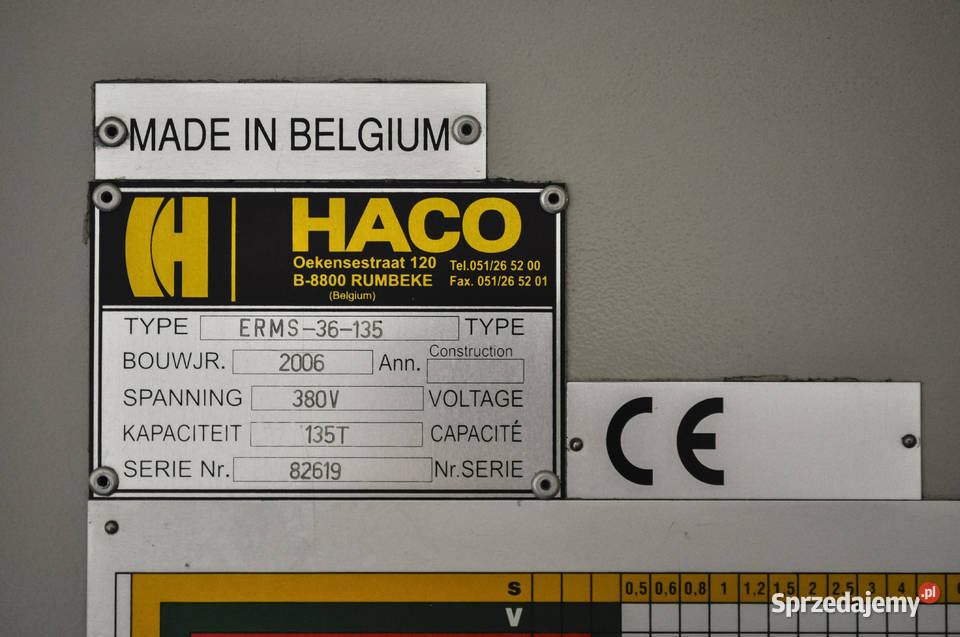 MADE IN BELGIUM
H HACO
Oekensestraat 120 Tel.051/26 52 00
B-8800 RUMBEKE Fax. 051/26 52 01
(Belgium)
TYPE ERMS-36-135 TYPE
BOUWJR. 2006 Ann. Construction
SPANNING 380V VOLTAGE
KAPACITEIT 135T CAPACITÉ
SERIE Nr. 82619 Nr.SERIE
CE
S 0,5 0,6 0,8 1 1,2 1,5 2 2,5 3 4
V
Sprzedajemy.pl